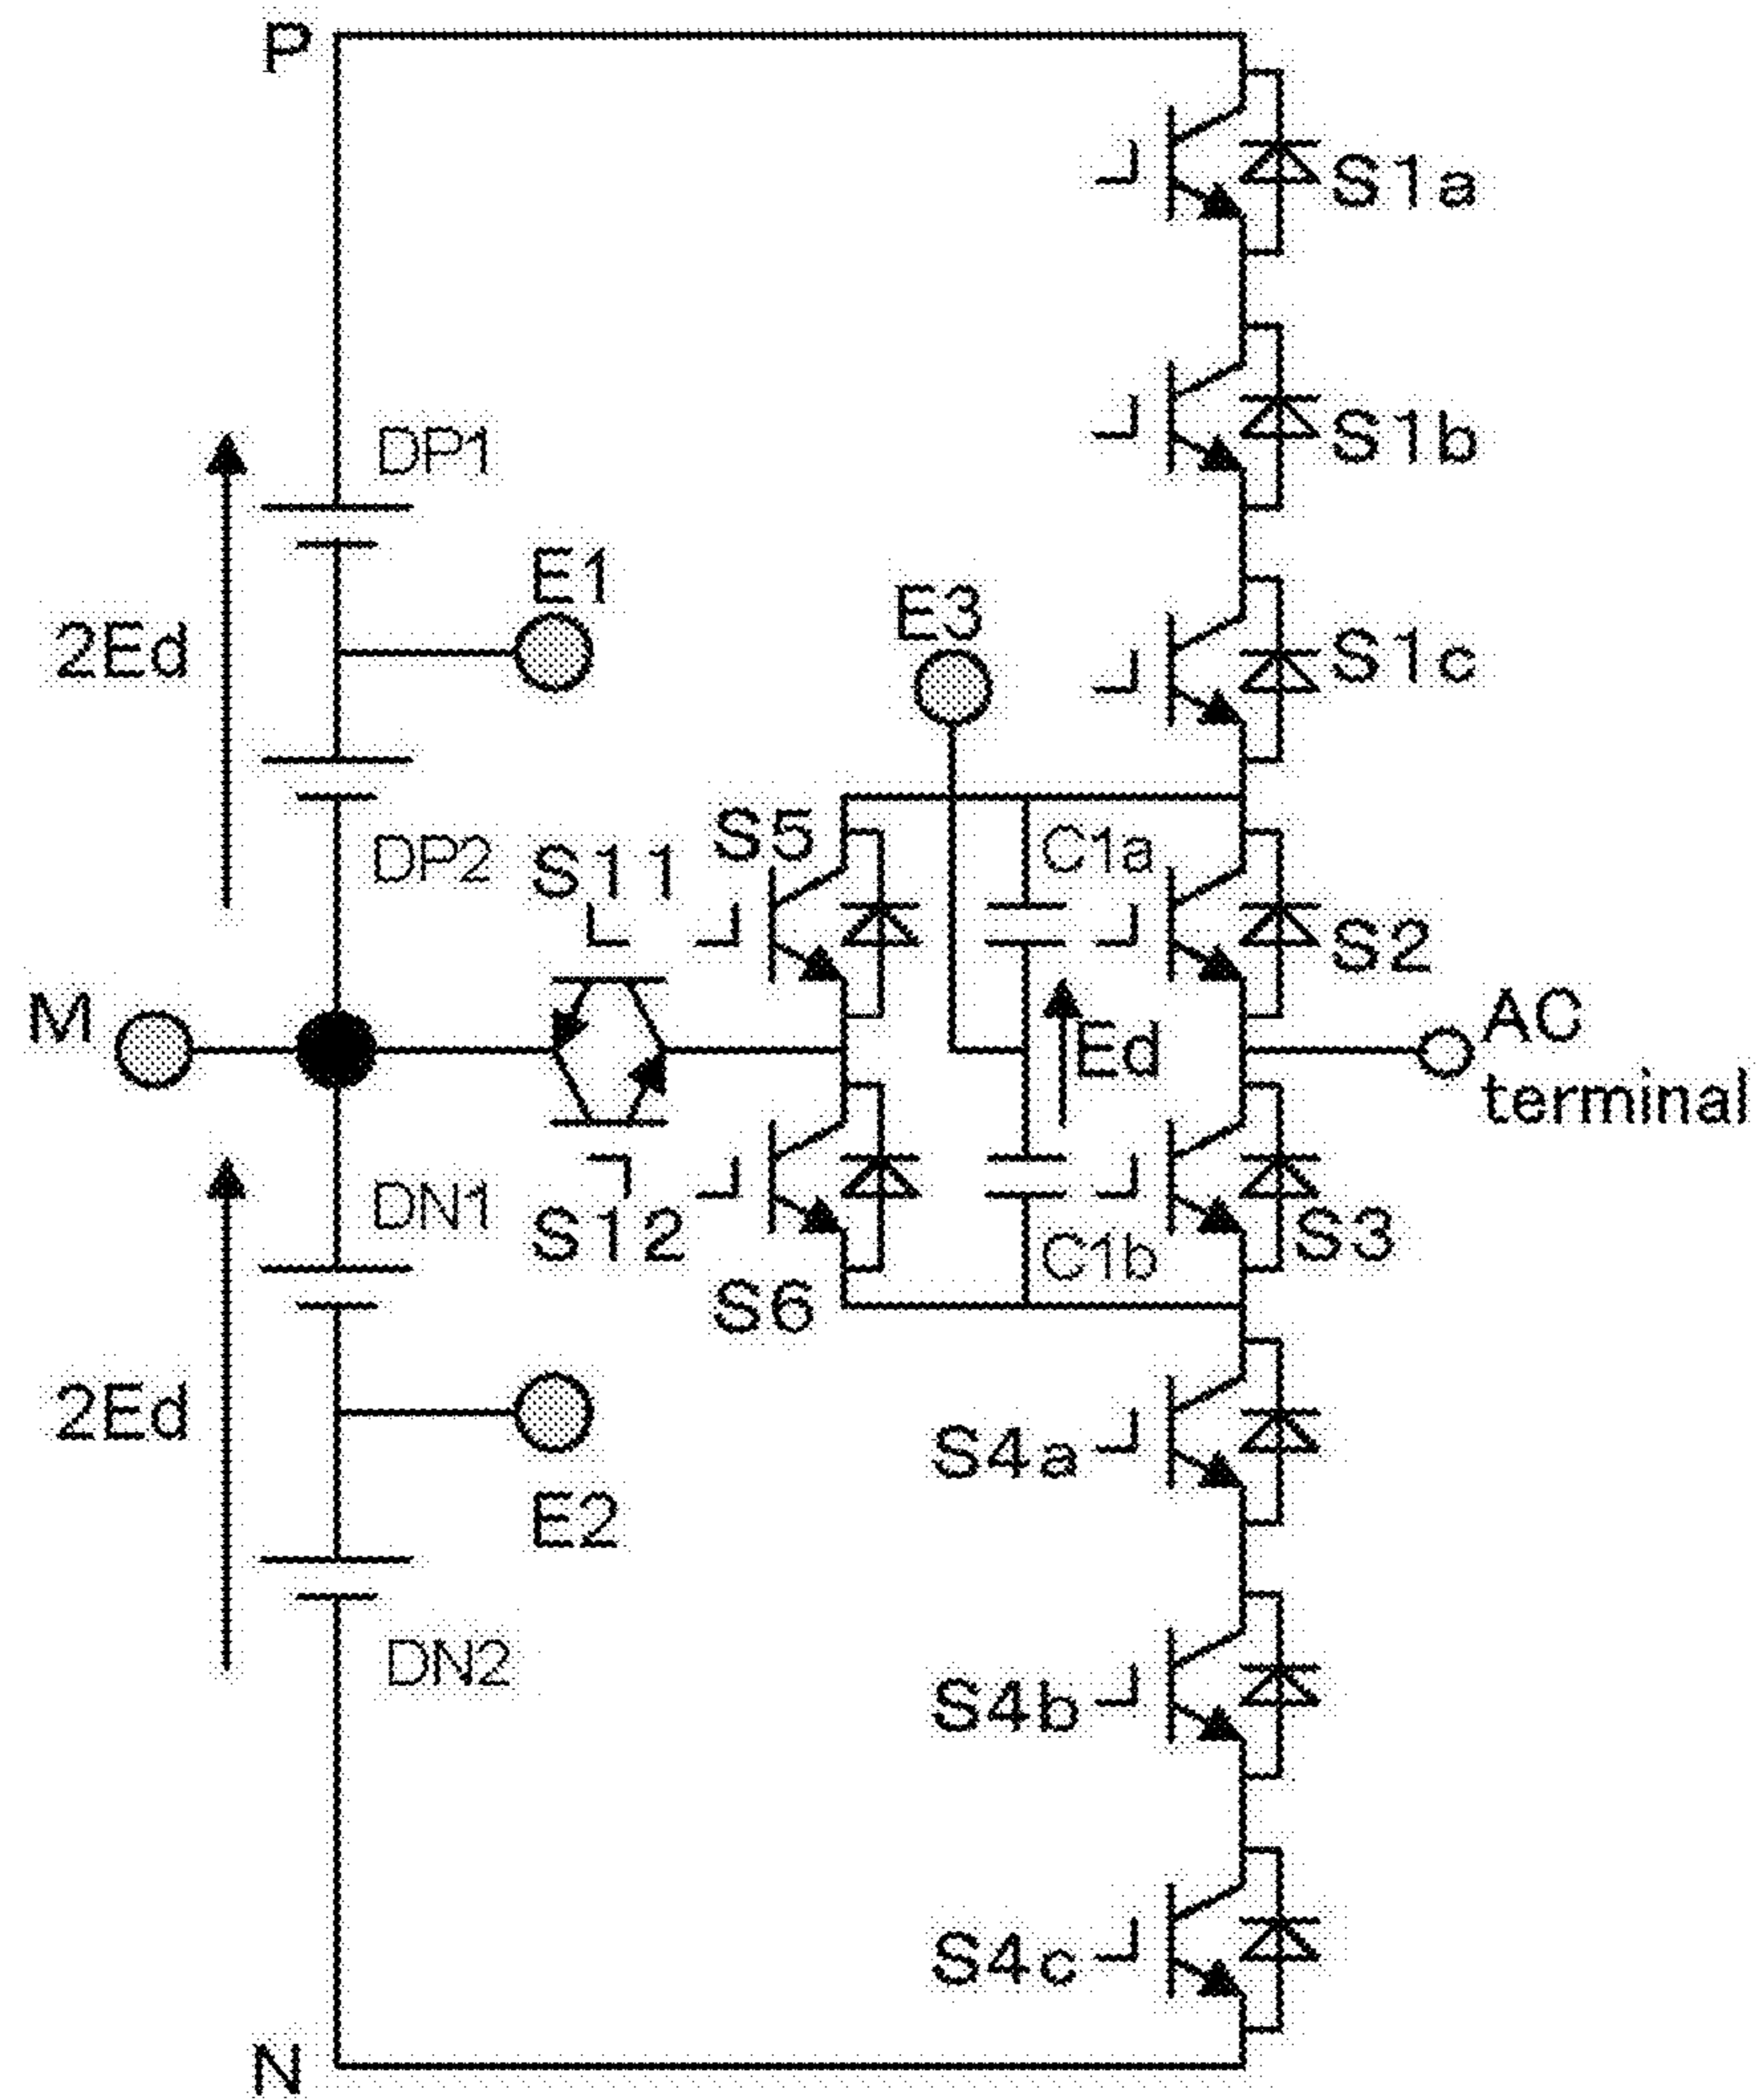 P
S1a
S1b
DP1
E1
E3
2Ed
S1c
S5
C1a
DP2
S11
S2
M
AC
terminal
Ed
DN1
S12
C1b
S3
S6
2Ed
S4a
E2
DN2
S4b
S4c
N